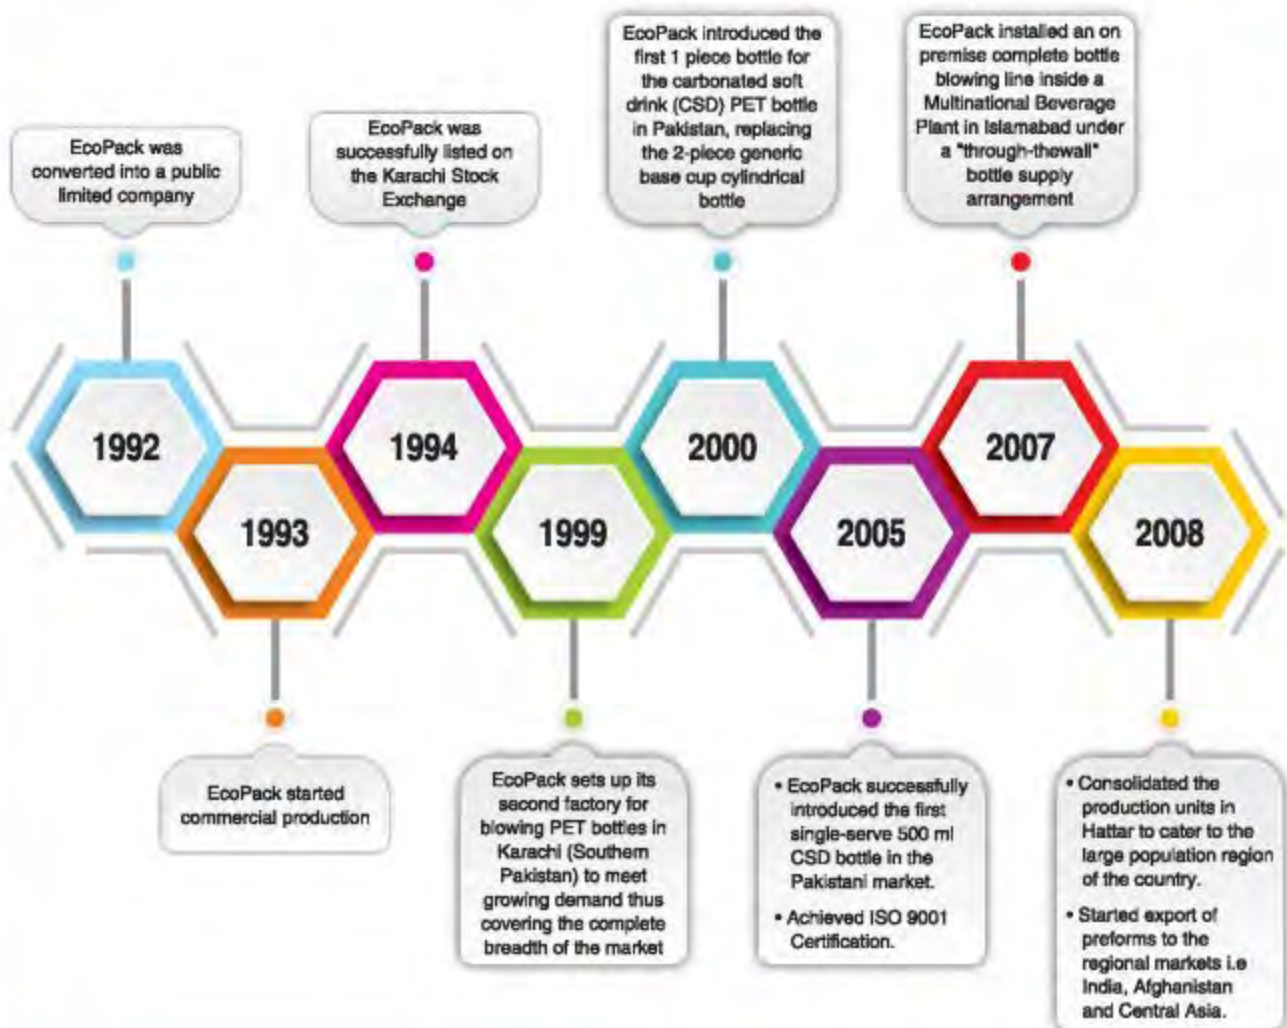 EcoPack was
converted into a public
limited company
EcoPack was
successfully listed on
the Karachi Stock
Exchange
EcoPack introduced the
first 1 piece bottle for
the carbonated soft
drink (CSD) PET bottle
in Pakistan, replacing
the 2-piece generic
base cup cylindrical
bottle
EcoPack installed an on
premise complete bottle
blowing line inside a
Multinational Beverage
Plant in Islamabad under
a "through-thewall"
bottle supply
arrangement
1992
1993
1994
1999
2000
2005
2007
2008
EcoPack started
commercial production
EcoPack sets up its
second factory for
blowing PET bottles in
Karachi (Southern
Pakistan) to meet
growing demand thus
covering the complete
breadth of the market
• EcoPack successfully
introduced the first
single-serve 500 ml
CSD bottle in the
Pakistani market.
• Achieved ISO 9001
Certification.
• Consolidated the
production units in
Hattar to cater to the
large population region
of the country.
• Started export of
preforms to the
regional markets i.e
India, Afghanistan
and Central Asia.